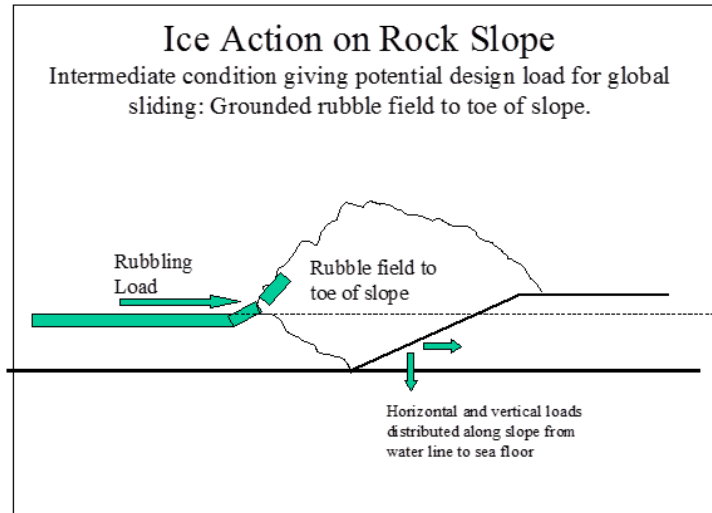 Ice Action on Rock Slope
Intermediate condition giving potential design load for global
sliding: Grounded rubble field to toe of slope.
Rubbling
Load
Rubble field to
toe of slope
Horizontal and vertical loads
distributed along slope from
water line to sea floor